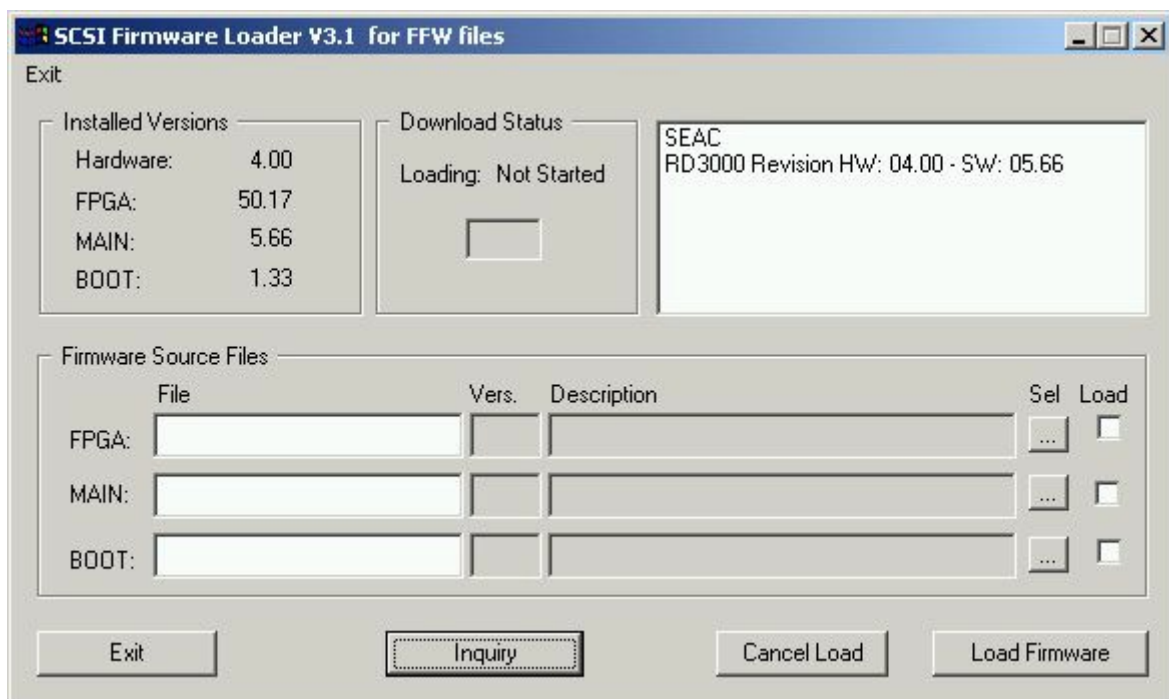 SCSI Firmware Loader V3.1 for FFW files
Exit
Installed Versions
Hardware: 4.00
FPGA: 50.17
MAIN: 5.66
BOOT: 1.33
Download Status
Loading: Not Started
SEAC
RD3000 Revision HW: 04.00 - SW: 05.66
Firmware Source Files
File Vers. Description Sel Load
FPGA: ...
MAIN: ...
BOOT: ...
Exit Inquiry Cancel Load Load Firmware